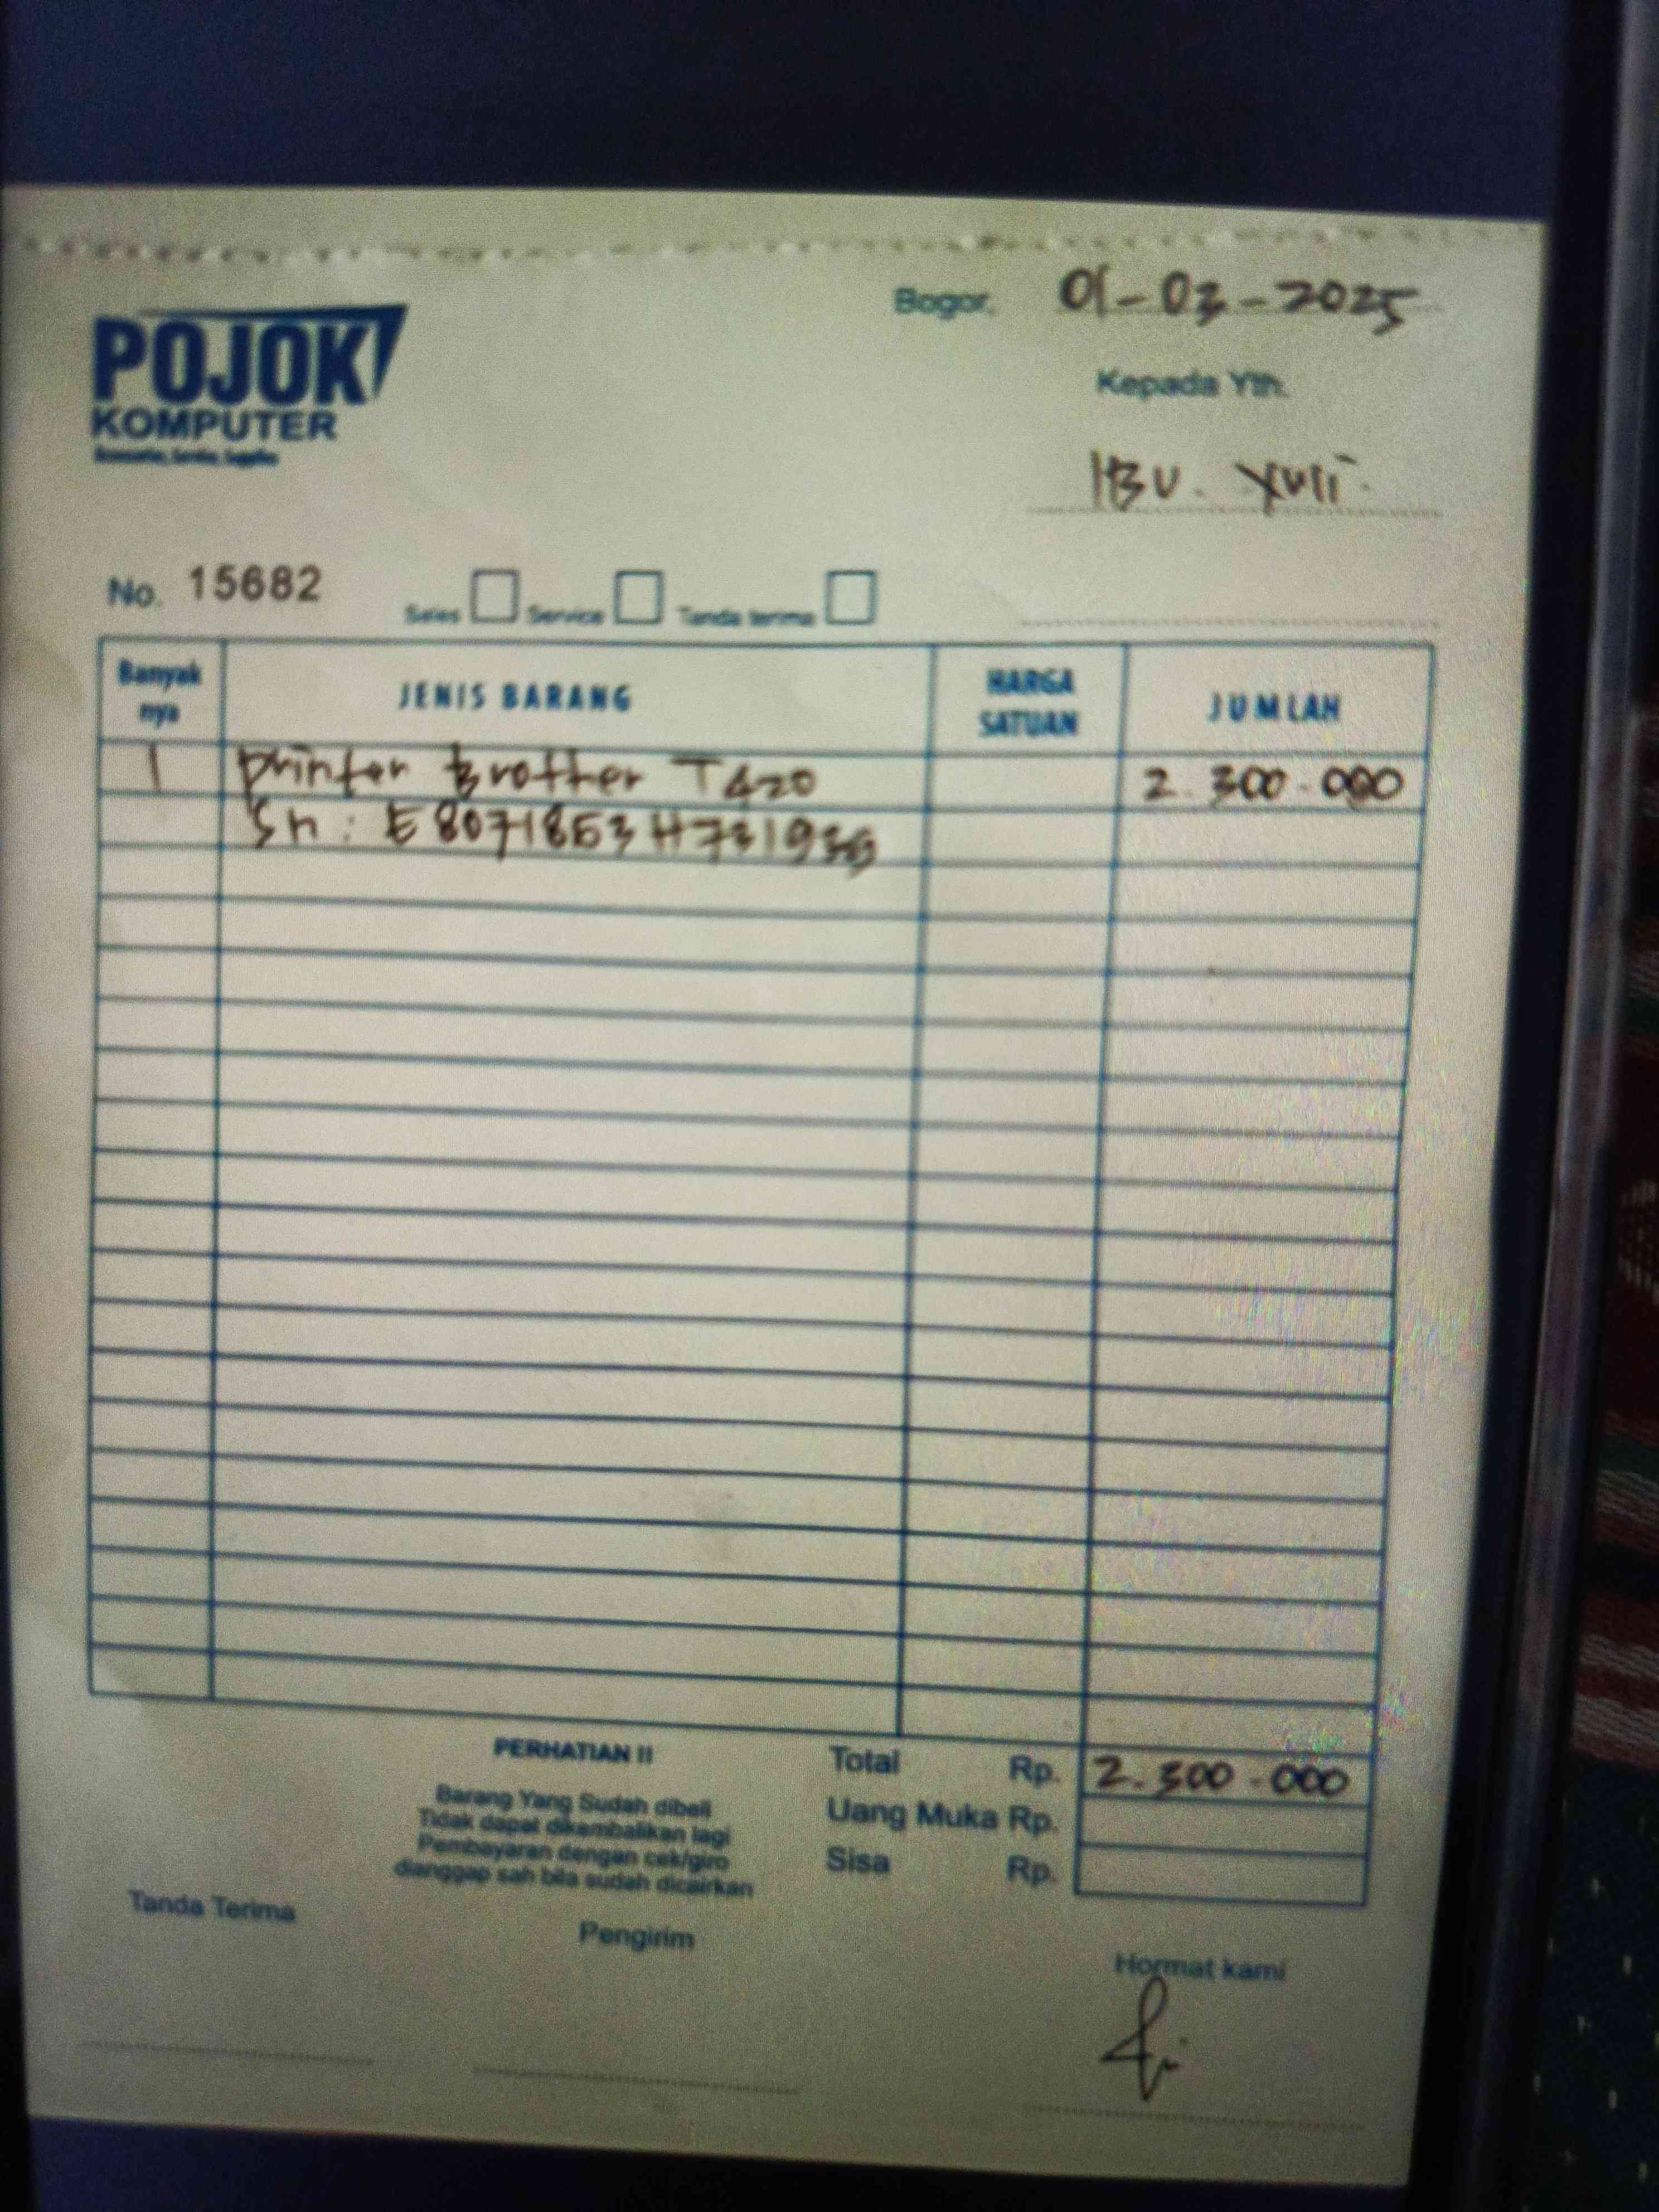 Bogor, 01-03-2025
POJOK
KOMPUTER
Kepada Yth.
IBU. Yuli.
No. 15682
Sales Service Tanda terima
Banyak nya JENIS BARANG HARGA SATUAN JUMLAH
1 Printer Brother T420 2.300.000
Sn: E8071853H731939
PERHATIAN !!
Barang Yang Sudah dibeli
Tidak dapat dikembalikan lagi
Pembayaran dengan cek/giro
dianggap sah bila sudah dicairkan
Total Rp. 2.300.000
Uang Muka Rp.
Sisa Rp.
Tanda Terima
Pengirim
Hormat kami